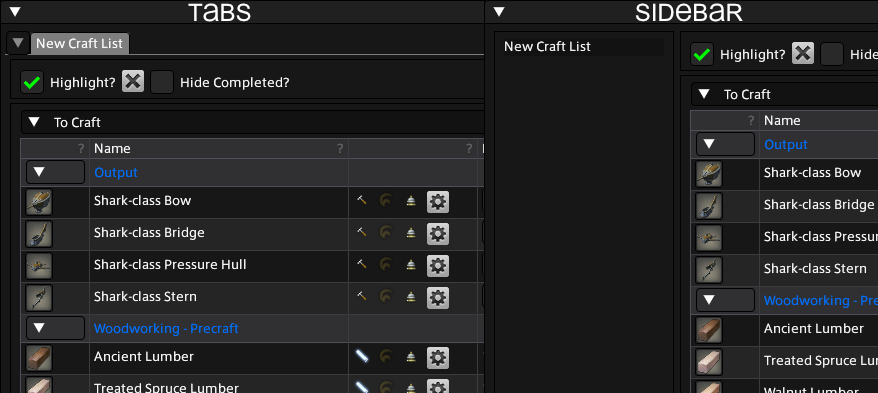 TABS
New Craft List
Highlight?
Hide Completed?
To Craft
? Name ? ?
Output
Shark-class Bow
Shark-class Bridge
Shark-class Pressure Hull
Shark-class Stern
Woodworking - Precraft
Ancient Lumber
Treated Spruce Lumber
SIDEBAR
New Craft List
Highlight?
Hide
To Craft
? Name
Output
Shark-class Bow
Shark-class Bridge
Shark-class Pressu
Shark-class Stern
Woodworking - Pre
Ancient Lumber
Treated Spruce Lu
Walnut Lumber